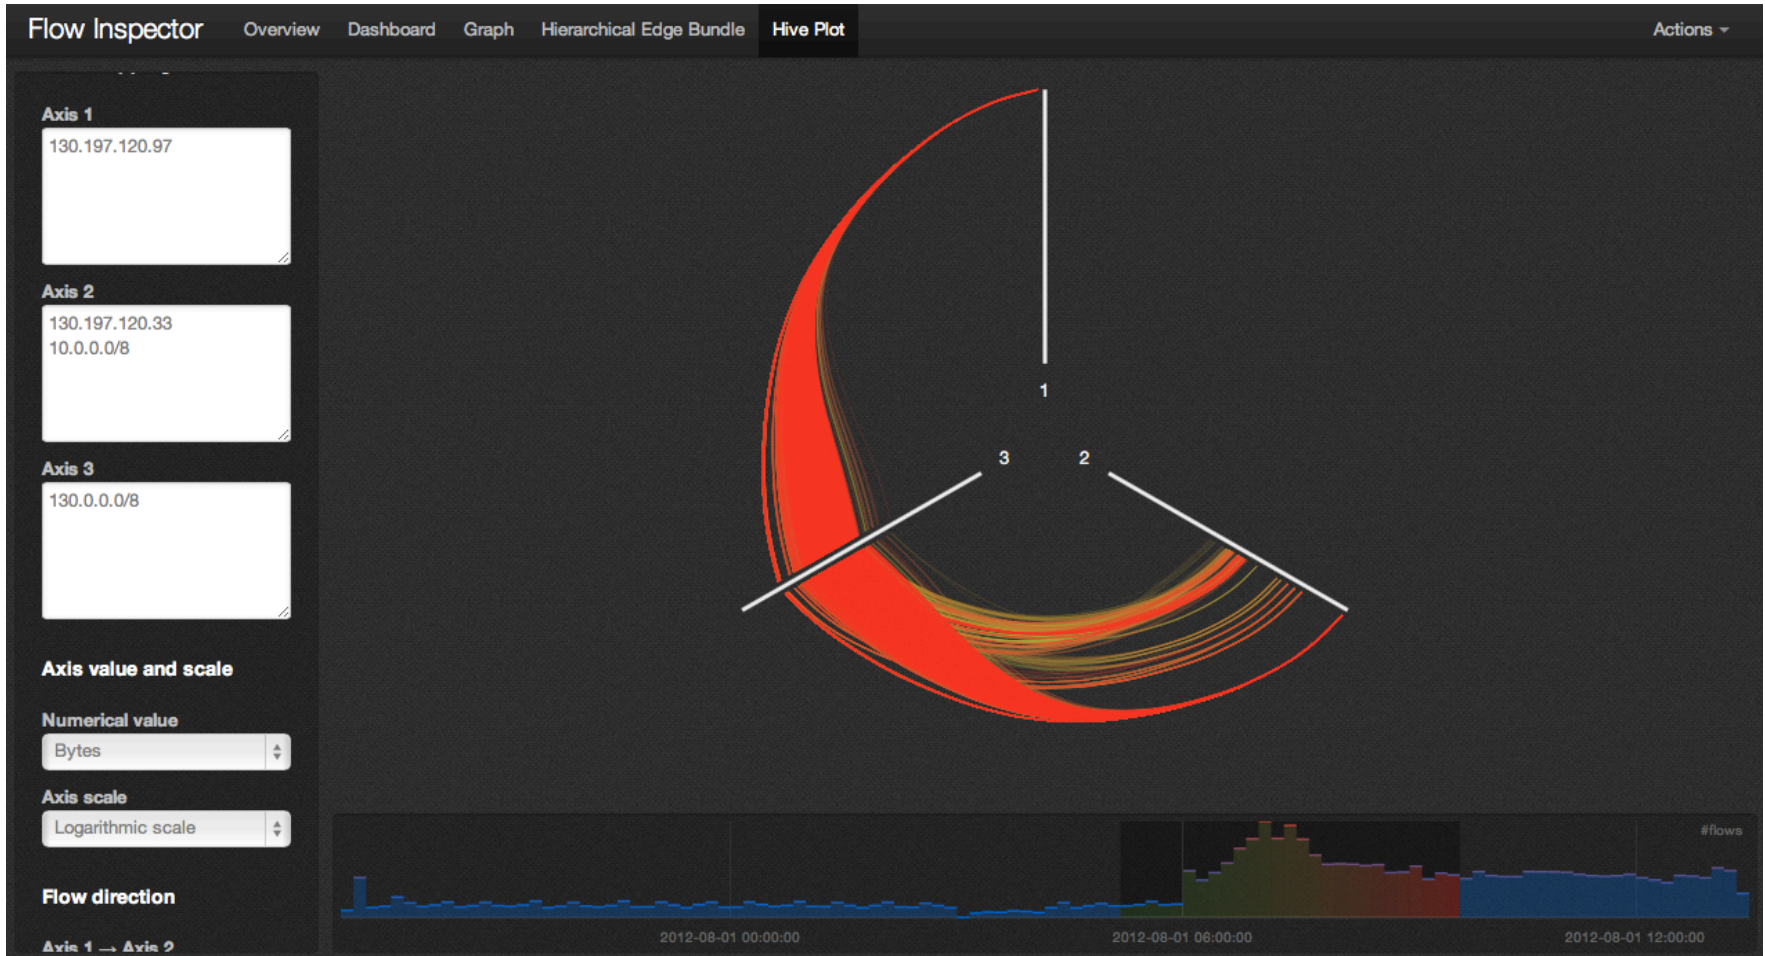 Flow Inspector Overview Dashboard Graph Hierarchical Edge Bundle Hive Plot Actions
Axis 1
130.197.120.97
Axis 2
130.197.120.33
10.0.0.0/8
Axis 3
130.0.0.0/8
Axis value and scale
Numerical value
Bytes
Axis scale
Logarithmic scale
Flow direction
Axis 1 → Axis 2
1
3 2
#flows
2012-08-01 00:00:00 2012-08-01 06:00:00 2012-08-01 12:00:00